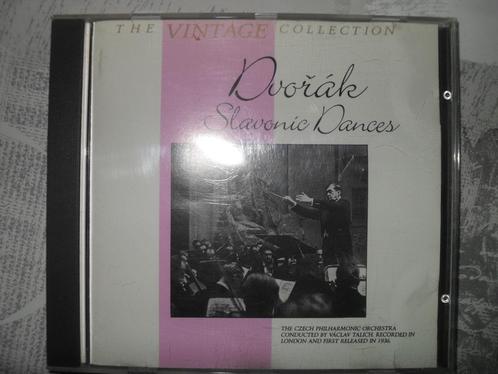 THE VINTAGE COLLECTION
Dvořák
Slavonic Dances
THE CZECH PHILHARMONIC ORCHESTRA
CONDUCTED BY VÁCLAV TALICH. RECORDED IN
LONDON AND FIRST RELEASED IN 1936.